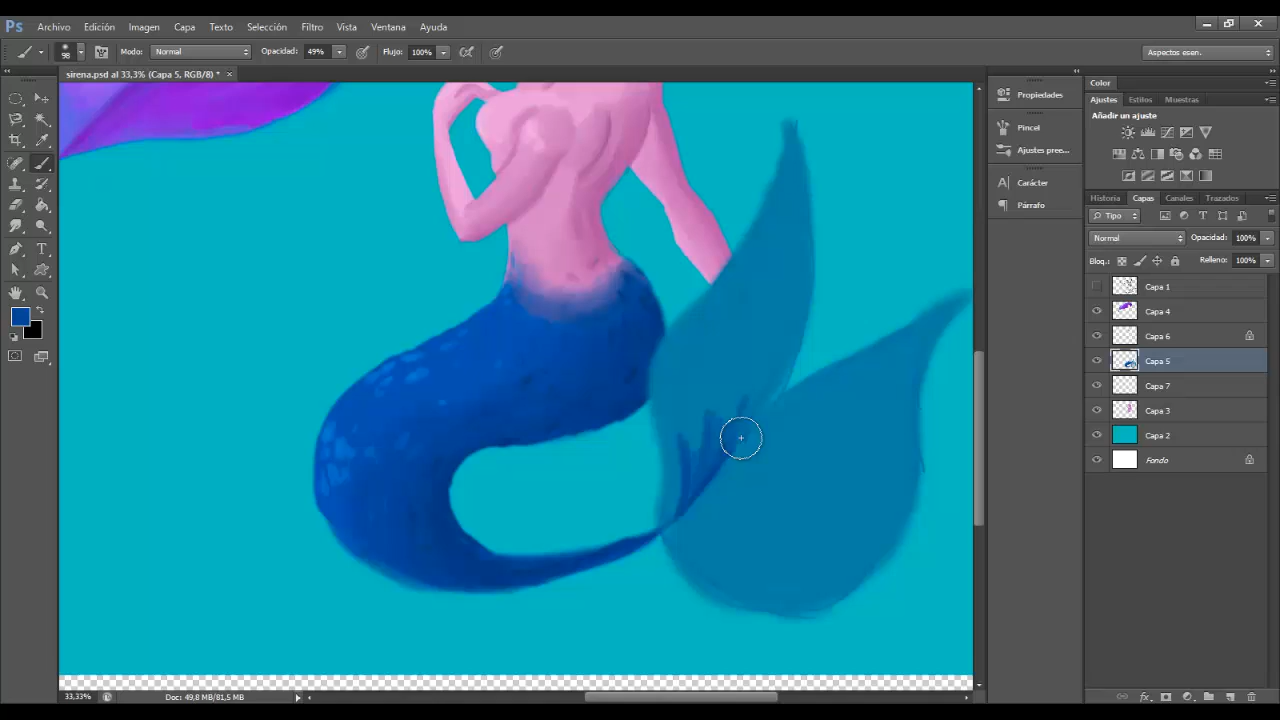 Ps Archivo Edición Imagen Capa Texto Selección Filtro Vista Ventana Ayuda
98 Modo: Normal Opacidad: 49% Flujo: 100% Aspectos esen.
sirena.psd al 33,3% (Capa 5, RGB/8) *
Propiedades
Pincel
Ajustes pree...
Carácter
Párrafo
Color
Ajustes Estilos Muestras
Añadir un ajuste
Historia Capas Canales Trazados
Tipo
Normal Opacidad: 100%
Bloq.: Relleno: 100%
Capa 1
Capa 4
Capa 6
Capa 5
Capa 7
Capa 3
Capa 2
Fondo
33,33% Doc: 49,8 MB/81,5 MB